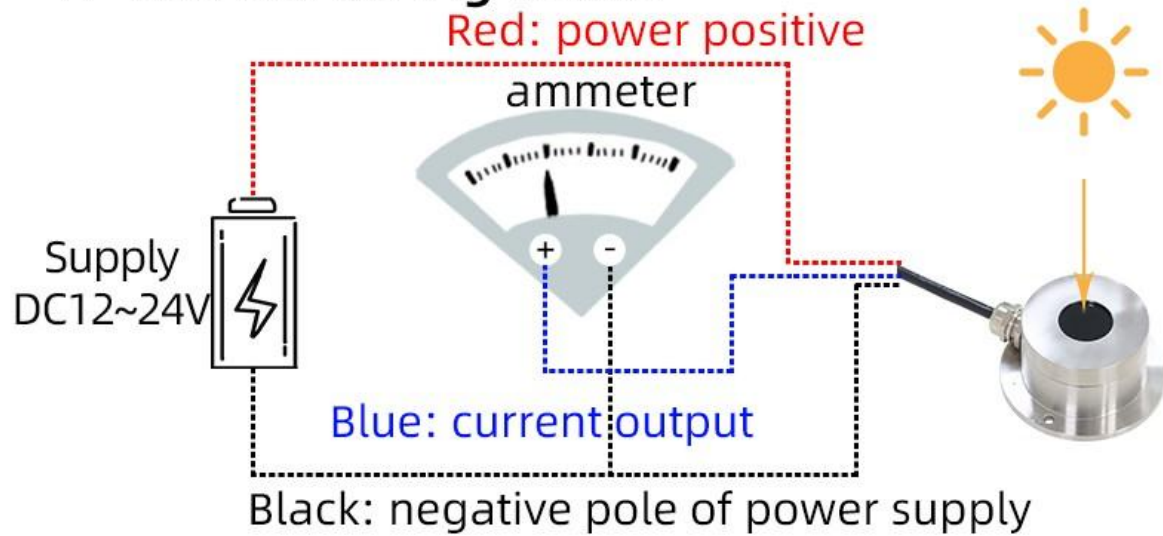 Red: power positive
ammeter
+ -
Supply
DC12~24V
Blue: current output
Black: negative pole of power supply